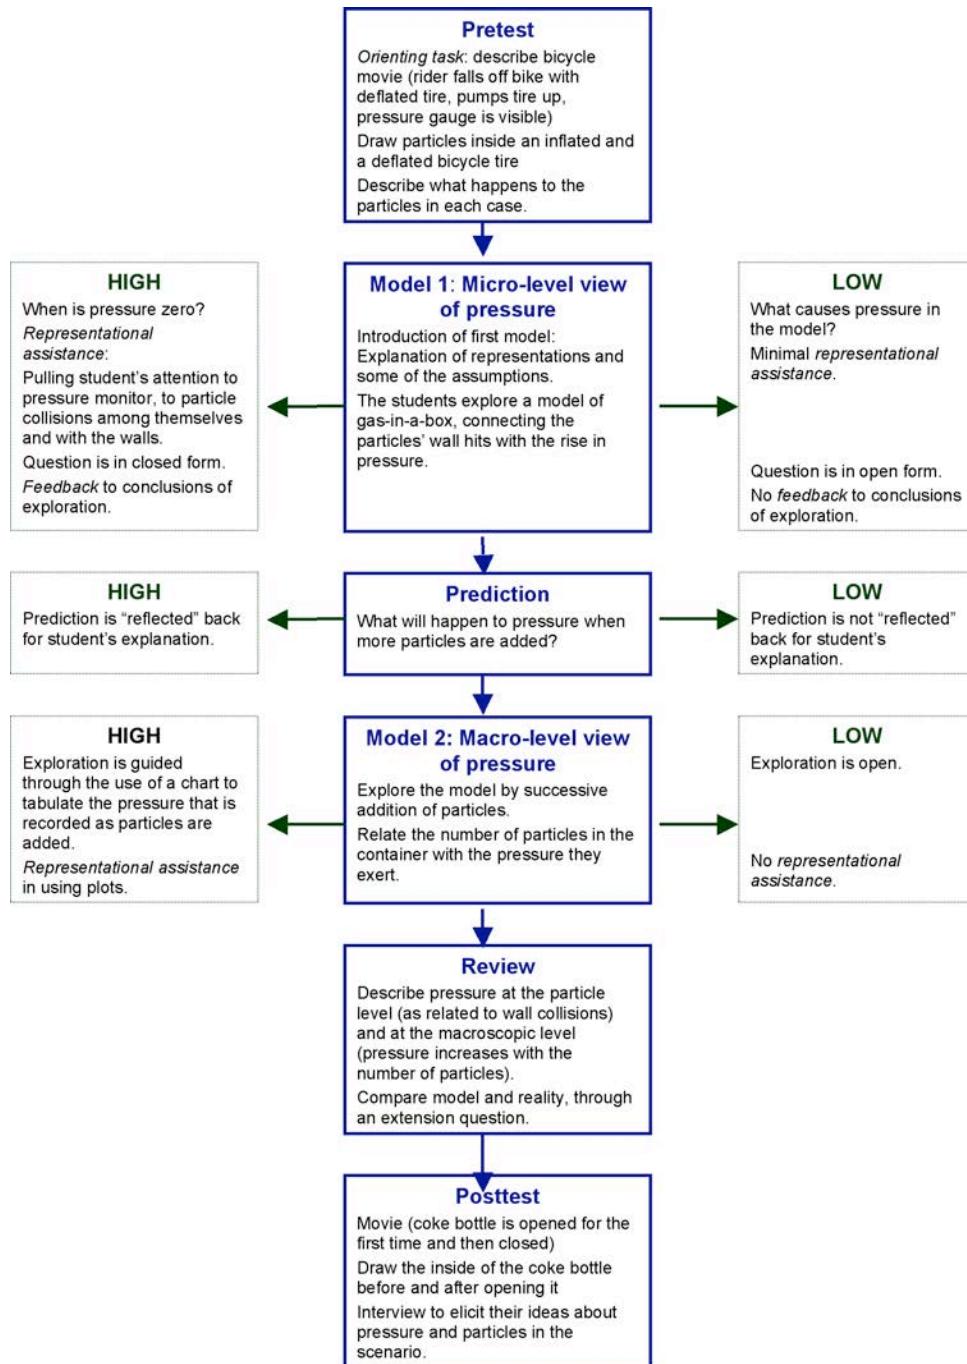 Pretest
Orienting task: describe bicycle
movie (rider falls off bike with
deflated tire, pumps tire up,
pressure gauge is visible)
Draw particles inside an inflated and
a deflated bicycle tire
Describe what happens to the
particles in each case.
HIGH
When is pressure zero?
Representational
assistance:
Pulling student's attention to
pressure monitor, to particle
collisions among themselves
and with the walls.
Question is in closed form.
Feedback to conclusions of
exploration.
Model 1: Micro-level view
of pressure
Introduction of first model:
Explanation of representations and
some of the assumptions.
The students explore a model of
gas-in-a-box, connecting the
particles' wall hits with the rise in
pressure.
LOW
What causes pressure in
the model?
Minimal representational
assistance.
Question is in open form.
No feedback to conclusions
of exploration.
HIGH
Prediction is “reflected” back
for student's explanation.
Prediction
What will happen to pressure when
more particles are added?
LOW
Prediction is not “reflected”
back for student's
explanation.
HIGH
Exploration is guided
through the use of a chart to
tabulate the pressure that is
recorded as particles are
added.
Representational assistance
in using plots.
Model 2: Macro-level view
of pressure
Explore the model by successive
addition of particles.
Relate the number of particles in the
container with the pressure they
exert.
LOW
Exploration is open.
No representational
assistance.
Review
Describe pressure at the particle
level (as related to wall collisions)
and at the macroscopic level
(pressure increases with the
number of particles).
Compare model and reality, through
an extension question.
Posttest
Movie (coke bottle is opened for the
first time and then closed)
Draw the inside of the coke bottle
before and after opening it
Interview to elicit their ideas about
pressure and particles in the
scenario.